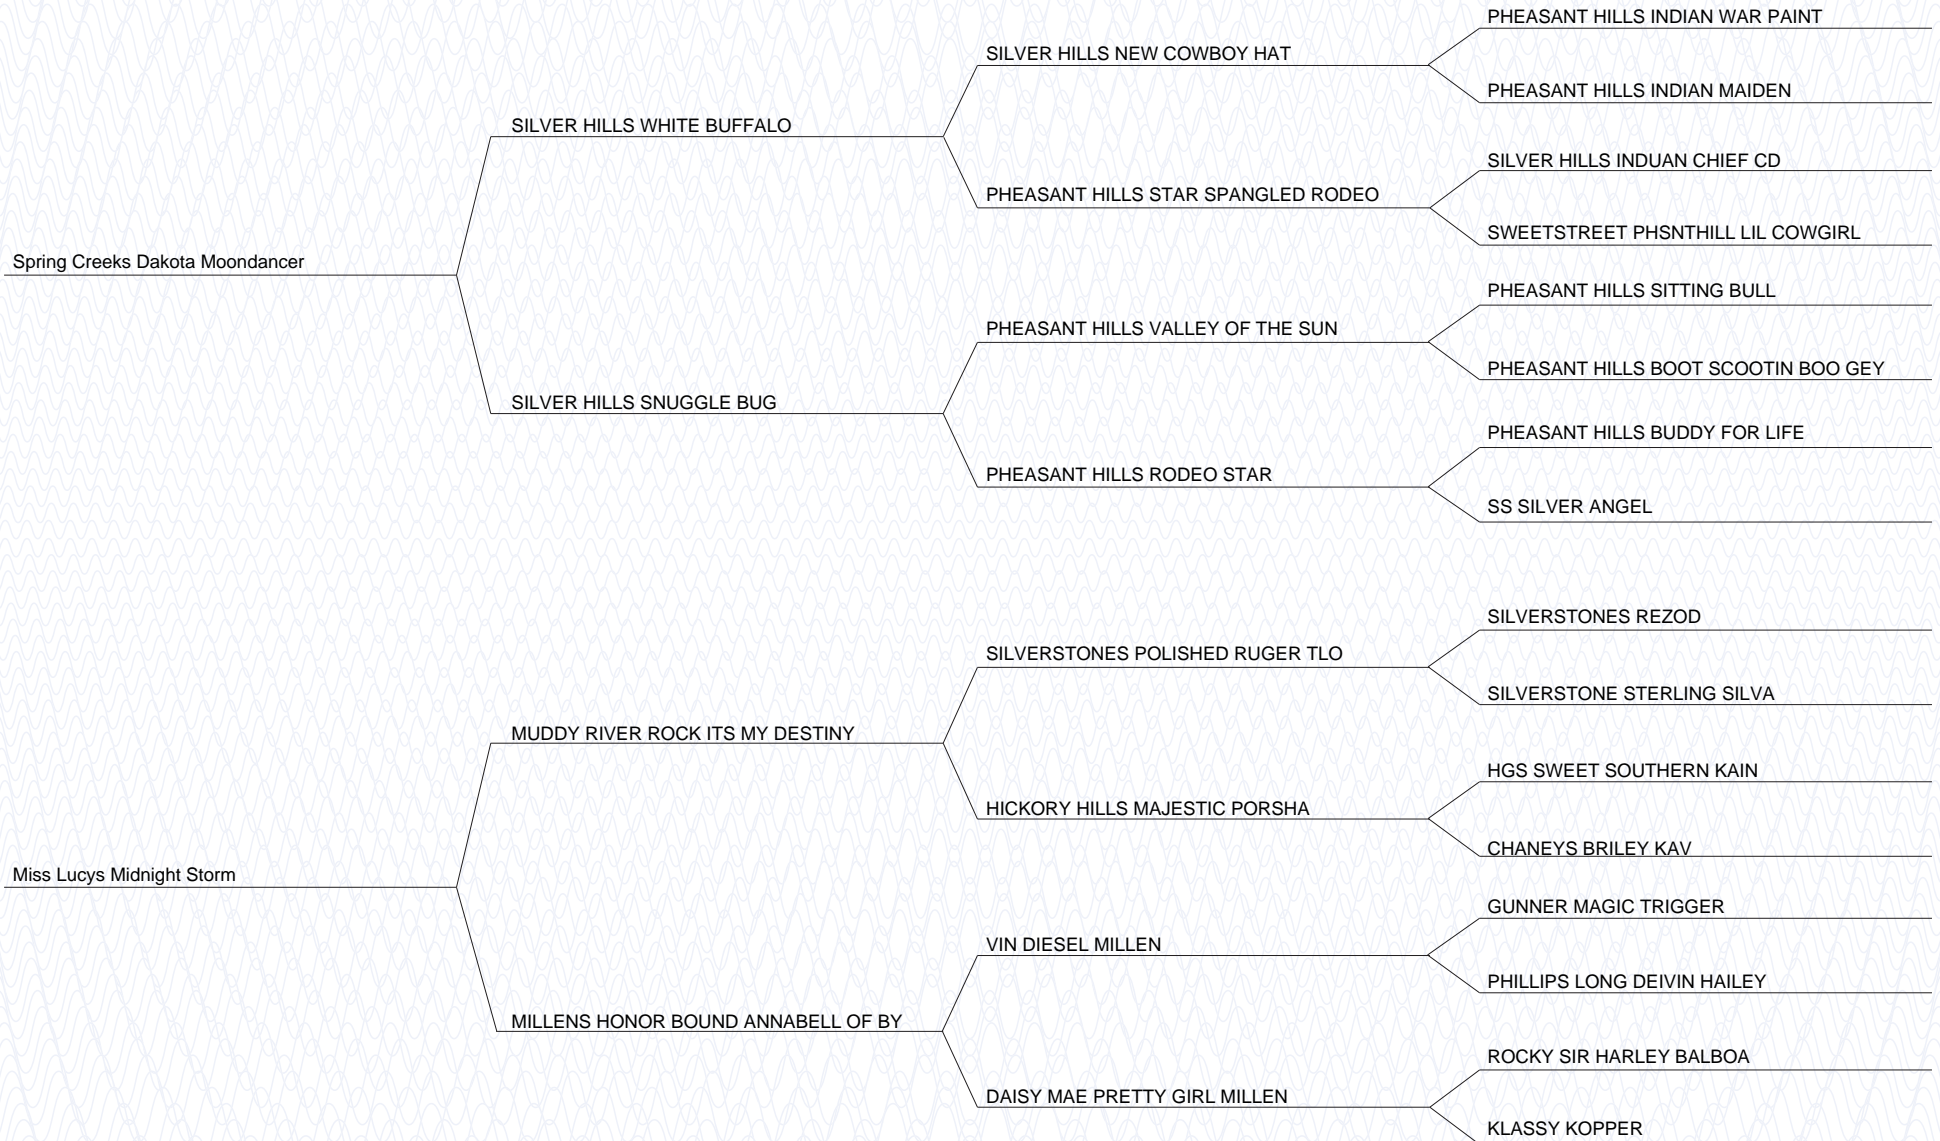 PHEASANT HILLS INDIAN WAR PAINT
SILVER HILLS NEW COWBOY HAT
PHEASANT HILLS INDIAN MAIDEN
SILVER HILLS WHITE BUFFALO
SILVER HILLS INDUAN CHIEF CD
PHEASANT HILLS STAR SPANGLED RODEO
SWEETSTREET PHSNTHILL LIL COWGIRL
Spring Creeks Dakota Moondancer
PHEASANT HILLS SITTING BULL
PHEASANT HILLS VALLEY OF THE SUN
PHEASANT HILLS BOOT SCOOTIN BOO GEY
SILVER HILLS SNUGGLE BUG
PHEASANT HILLS BUDDY FOR LIFE
PHEASANT HILLS RODEO STAR
SS SILVER ANGEL
SILVERSTONES REZOD
SILVERSTONES POLISHED RUGER TLO
SILVERSTONE STERLING SILVA
MUDDY RIVER ROCK ITS MY DESTINY
HGS SWEET SOUTHERN KAIN
HICKORY HILLS MAJESTIC PORSHA
CHANEYS BRILEY KAV
Miss Lucys Midnight Storm
GUNNER MAGIC TRIGGER
VIN DIESEL MILLEN
PHILLIPS LONG DEIVIN HAILEY
MILLENS HONOR BOUND ANNABELL OF BY
ROCKY SIR HARLEY BALBOA
DAISY MAE PRETTY GIRL MILLEN
KLASSY KOPPER